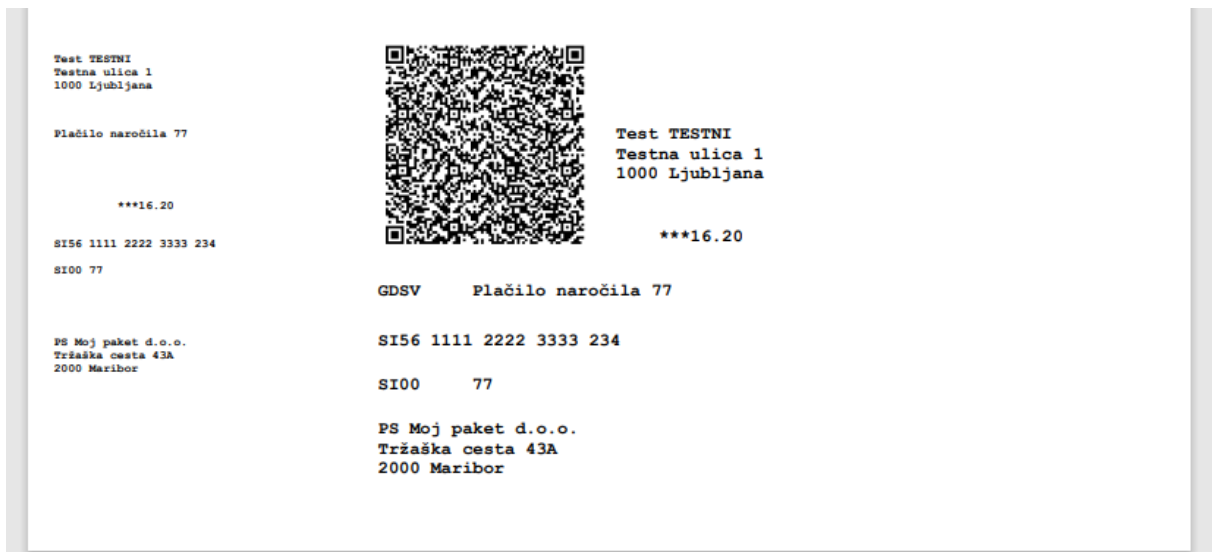 Test TESTNI
Testna ulica 1
1000 Ljubljana
Plačilo naročila 77
***16.20
SI56 1111 2222 3333 234
SI00 77
PS Moj paket d.o.o.
Tržaška cesta 43A
2000 Maribor
Test TESTNI
Testna ulica 1
1000 Ljubljana
***16.20
GDSV Plačilo naročila 77
SI56 1111 2222 3333 234
SI00 77
PS Moj paket d.o.o.
Tržaška cesta 43A
2000 Maribor